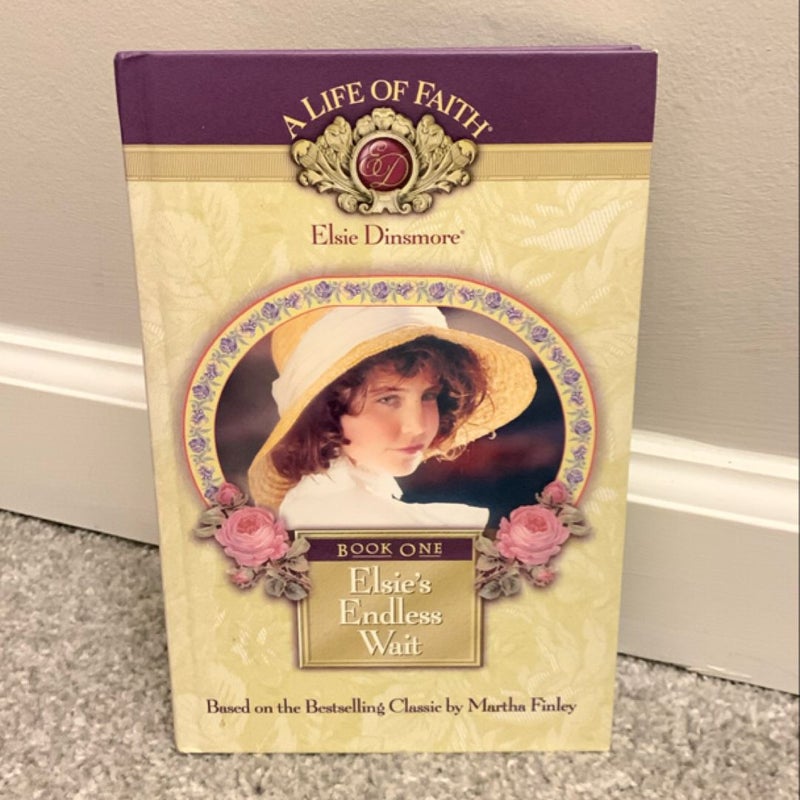 A LIFE OF FAITH®
ED
Elsie Dinsmore®
BOOK ONE
Elsie's
Endless
Wait
Based on the Bestselling Classic by Martha Finley